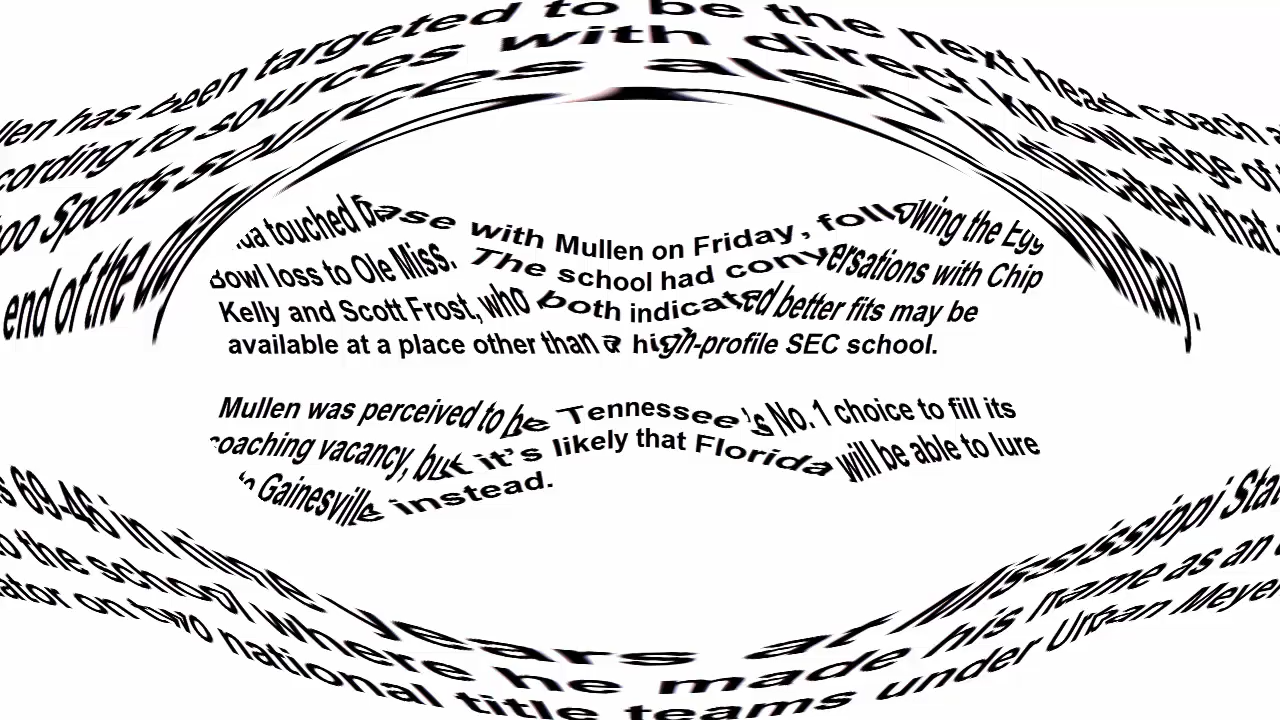 has been targeted to be the next head coach
to sources with direct knowledge of
Sports sources also indicated that
end of the day Monday.
touched base with Mullen on Friday, following the Egg
Bowl loss to Ole Miss. The school had conversations with Chip
Kelly and Scott Frost, who both indicated better fits may be
available at a place other than a high-profile SEC school.
Mullen was perceived to be Tennessee's No. 1 choice to fill its
coaching vacancy, but it's likely that Florida will be able to lure
to Gainesville instead.
69-46 in nine years at Mississippi
the school where he made his name as an
on two national title teams under Urban Meyer